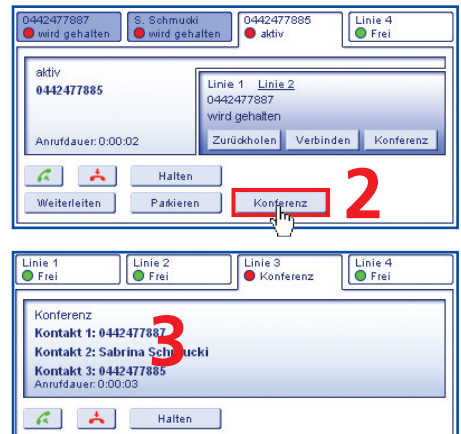 0442477887 S. Schmucki 0442477885 Linie 4
wird gehalten wird gehalten aktiv Frei
aktiv
0442477885
Linie 1 Linie 2
0442477887
wird gehalten
Anrufdauer: 0:00:02
Zurückholen Verbinden Konferenz
Halten
Weiterleiten Parkieren Konferenz
2
Linie 1 Linie 2 Linie 3 Linie 4
Frei Frei Konferenz Frei
Konferenz
Kontakt 1: 0442477887
Kontakt 2: Sabrina Schmucki
Kontakt 3: 0442477885
Anrufdauer: 0:00:03
3
Halten